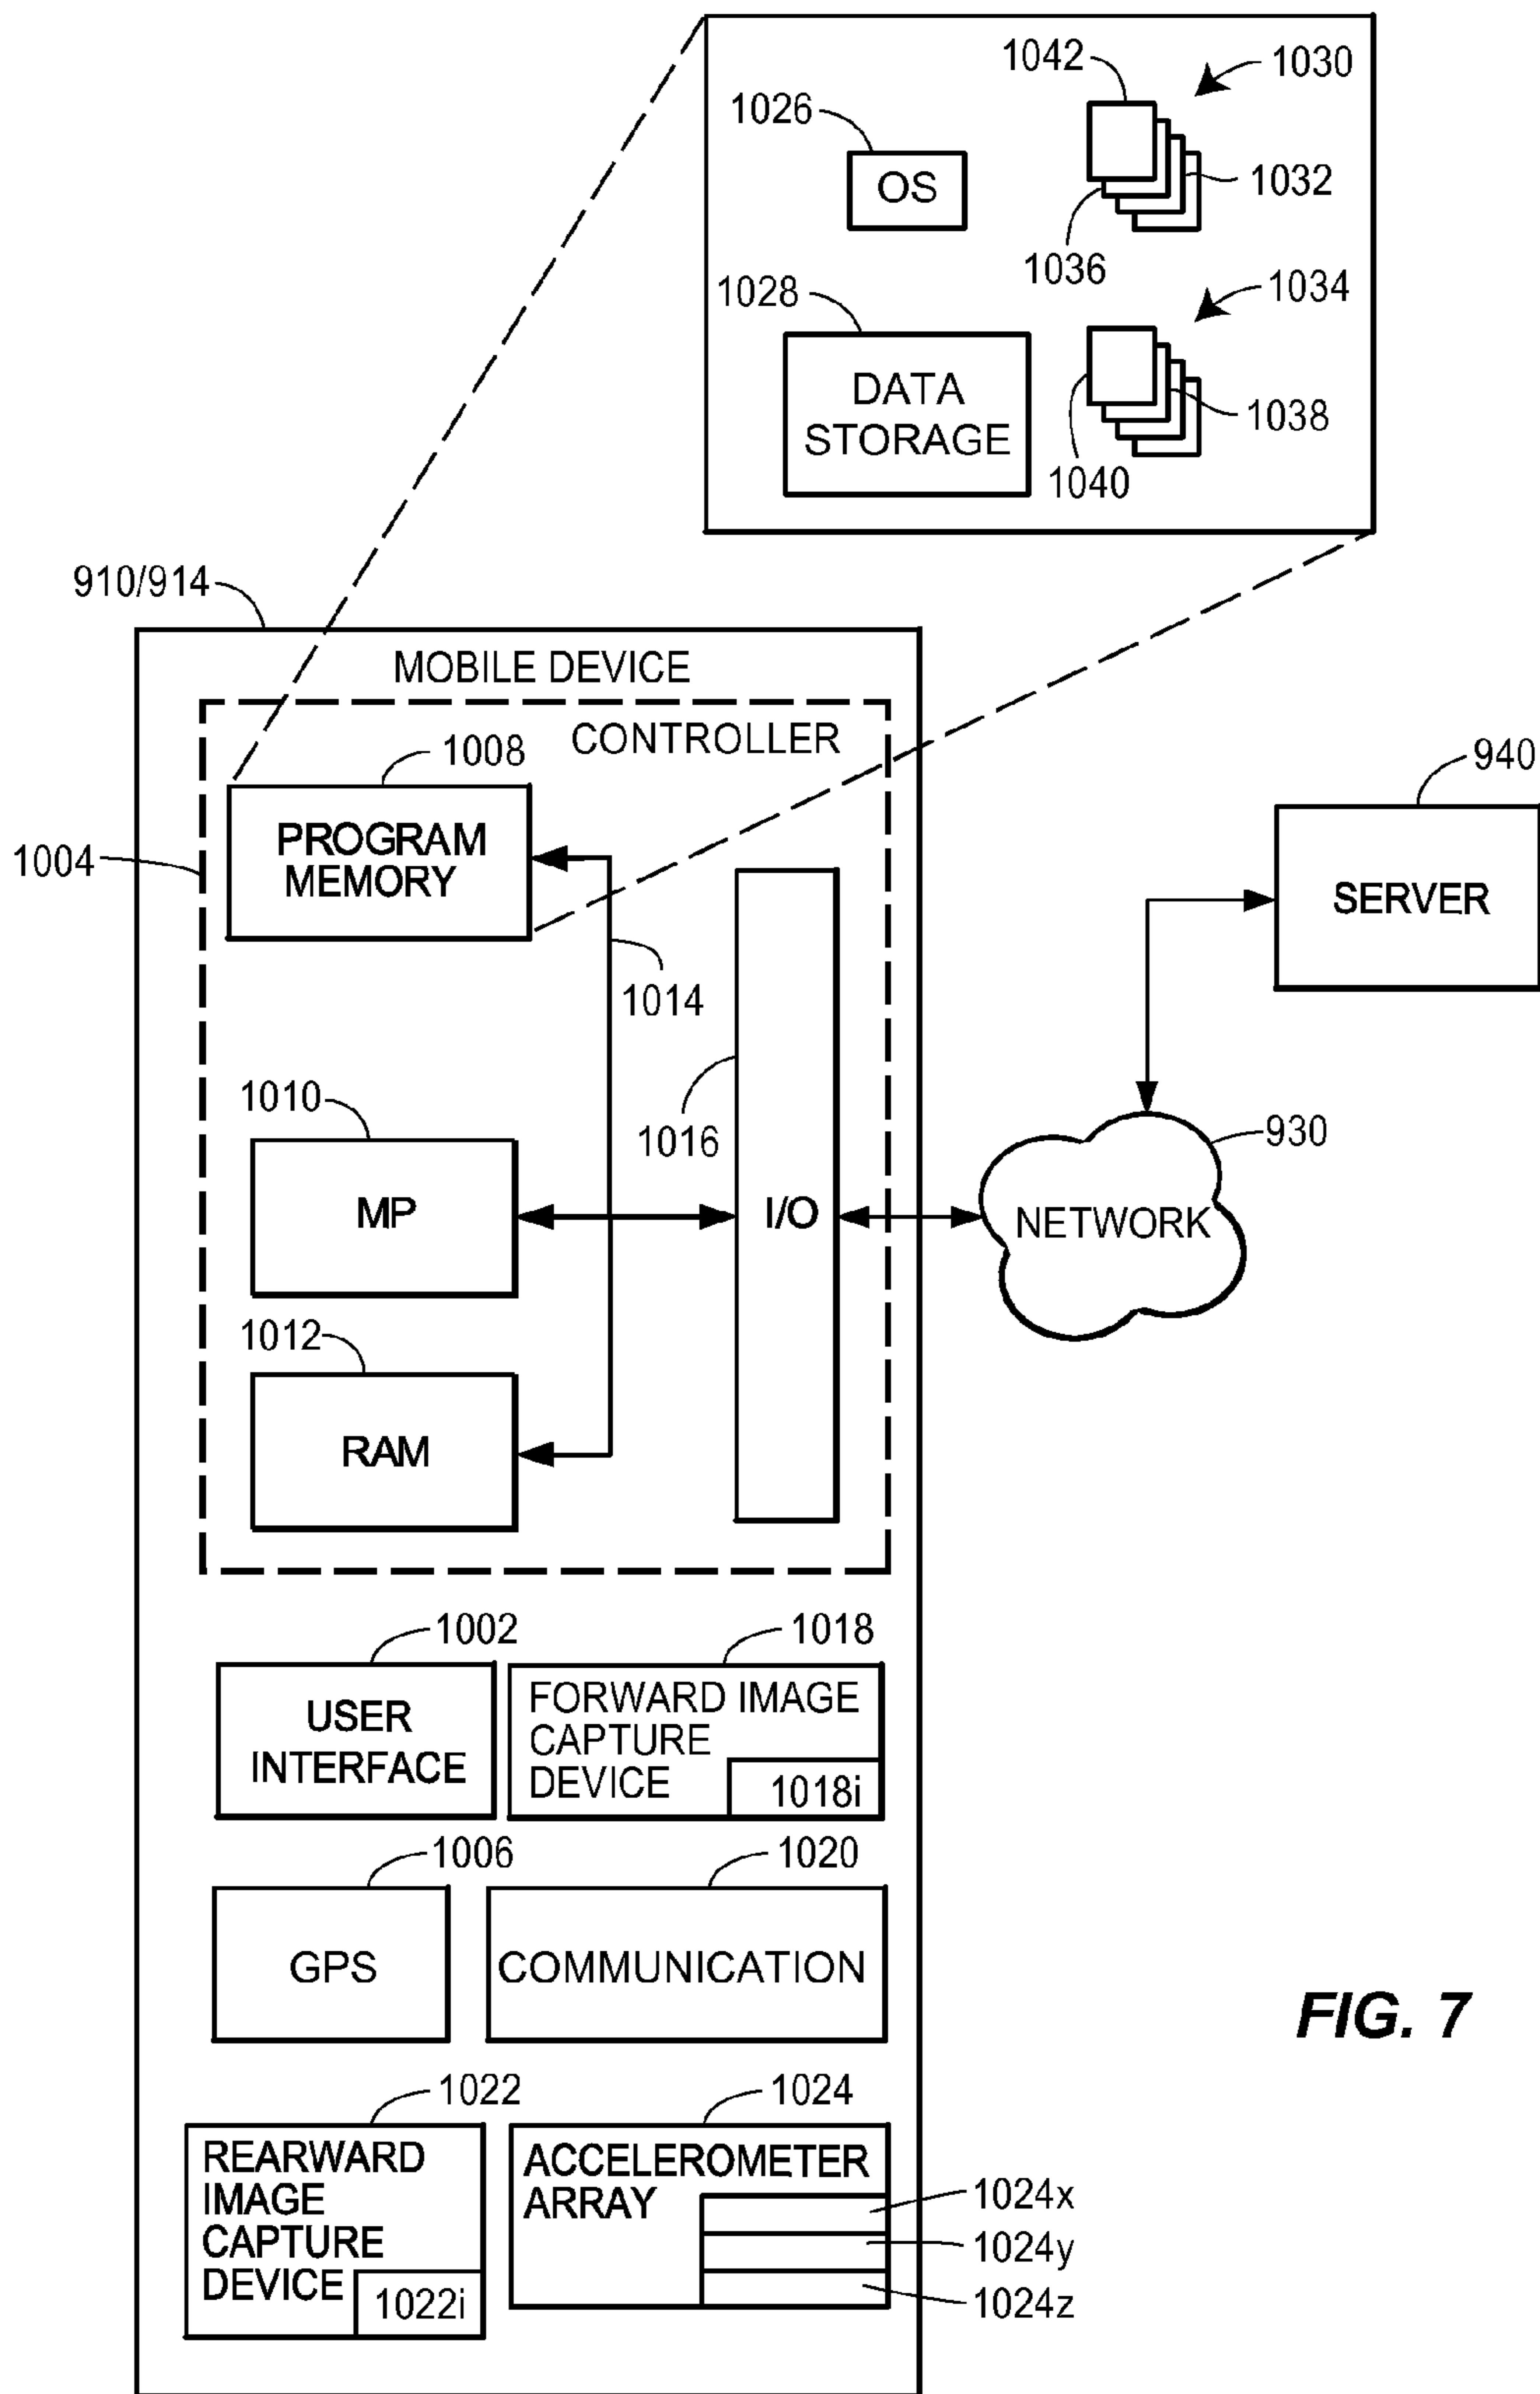 1042
1030
1026
OS
1032
1036
1028
1034
DATA
STORAGE
1038
1040
910/914
MOBILE DEVICE
CONTROLLER
1008
940
PROGRAM
MEMORY
1004
SERVER
1014
1010
1016
930
MP
I/O
NETWORK
1012
RAM
1002
1018
USER
INTERFACE
FORWARD IMAGE
CAPTURE
DEVICE
1018i
1006
1020
GPS
COMMUNICATION
FIG. 7
1022
1024
REARWARD
IMAGE
CAPTURE
DEVICE
1022i
ACCELEROMETER
ARRAY
1024x
1024y
1024z